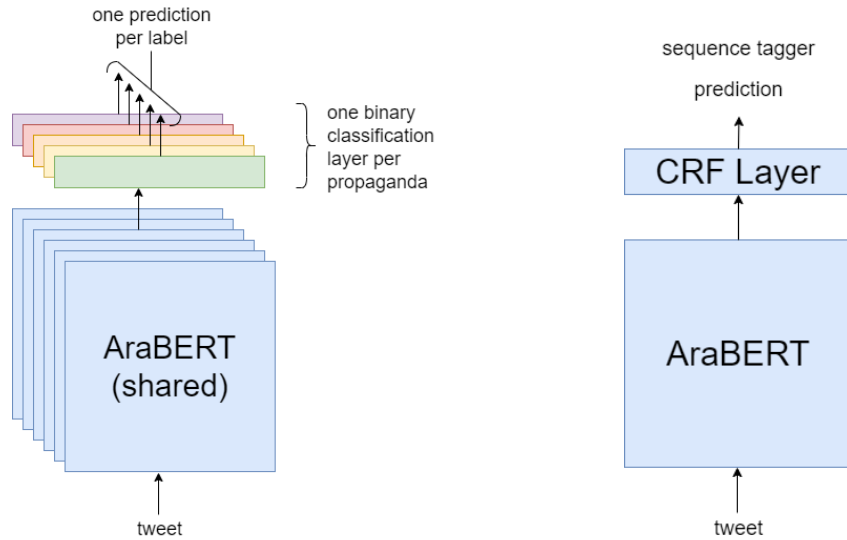 one prediction
per label
one binary
classification
layer per
propaganda
AraBERT
(shared)
tweet
sequence tagger
prediction
CRF Layer
AraBERT
tweet